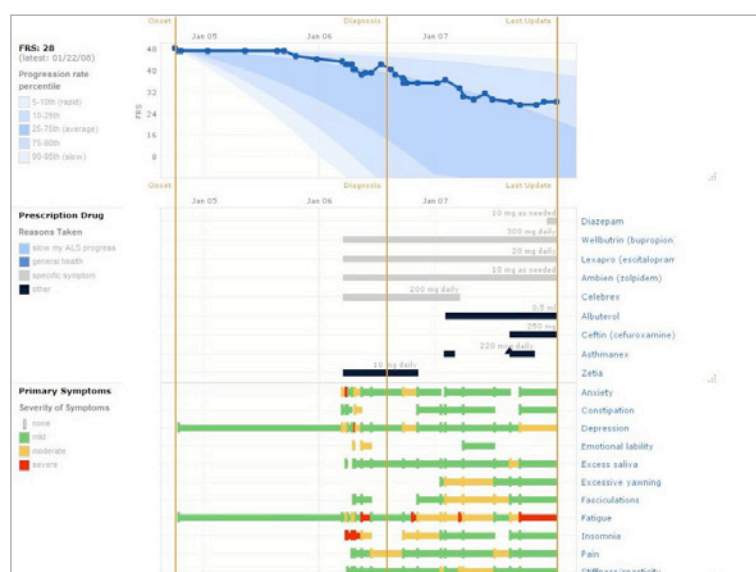 Onset Diagnosis Last Update
Jan 05 Jan 06 Jan 07
FRS: 28
(latest: 01/22/08)
Progression rate
percentile
5-10th (rapid)
10-25th
25-75th (average)
75-90th
90-95th (slow)
FRS
48
40
32
24
16
8
Onset Diagnosis Last Update
Jan 05 Jan 06 Jan 07
Prescription Drug
Reasons Taken
slow my ALS progress
general health
specific symptom
other
10 mg as needed Diazepam
300 mg daily Wellbutrin (bupropion
20 mg daily Lexapro (escitalopram
10 mg as needed Ambien (zolpidem)
200 mg daily Celebrex
0.5 ml Albuterol
250 mg Ceftin (cefuroxamine)
220 mcg daily Asthmanex
10 mg daily Zetia
Primary Symptoms
Severity of Symptoms
none
mild
moderate
severe
Anxiety
Constipation
Depression
Emotional lability
Excess saliva
Excessive yawning
Fasciculations
Fatigue
Insomnia
Pain